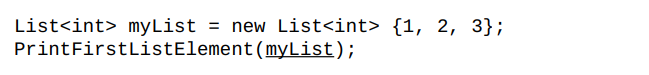 List<int> myList = new List<int> {1, 2, 3};
PrintFirstListElement(myList);